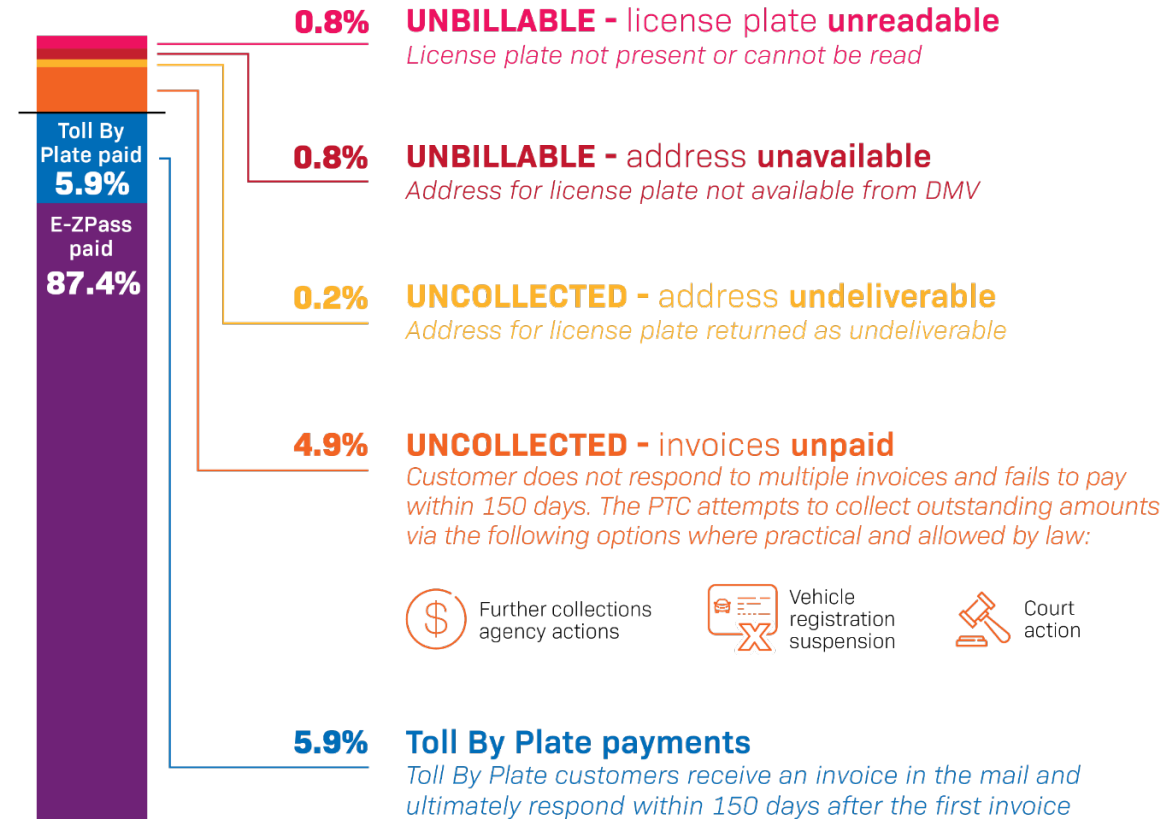 0.8%
UNBILLABLE - license plate unreadable
License plate not present or cannot be read
Toll By
Plate paid
5.9%
E-ZPass
paid
87.4%
0.8%
UNBILLABLE - address unavailable
Address for license plate not available from DMV
0.2%
UNCOLLECTED - address undeliverable
Address for license plate returned as undeliverable
4.9%
UNCOLLECTED - invoices unpaid
Customer does not respond to multiple invoices and fails to pay
within 150 days. The PTC attempts to collect outstanding amounts
via the following options where practical and allowed by law:
Further collections
agency actions
Vehicle
registration
suspension
Court
action
5.9%
Toll By Plate payments
Toll By Plate customers receive an invoice in the mail and
ultimately respond within 150 days after the first invoice